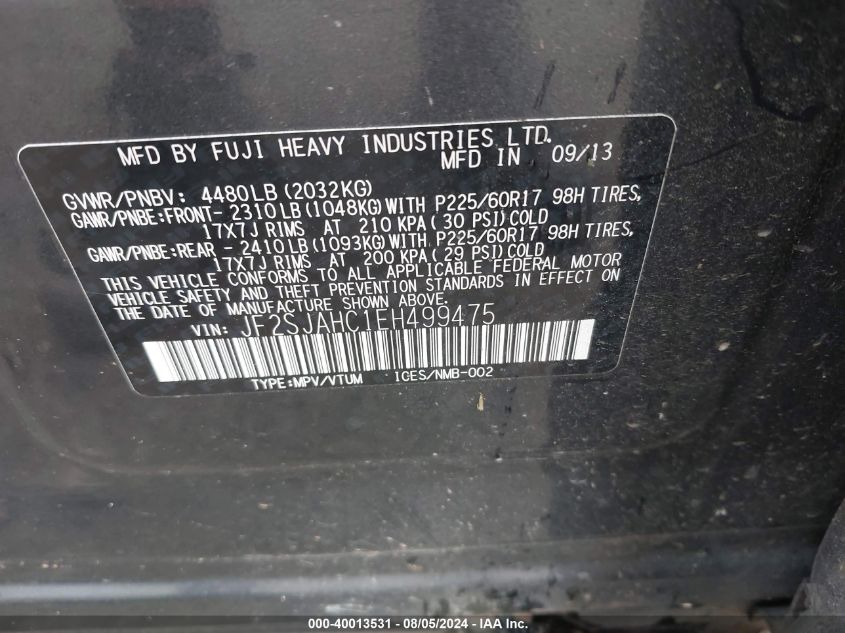 MFD BY FUJI HEAVY INDUSTRIES LTD.
MFD IN 09/13
GVWR/PNBV: 4480LB (2032KG)
GAWR/PNBE:FRONT- 2310LB (1048KG) WITH P225/60R17 98H TIRES,
17X7J RIMS AT 210 KPA ( 30 PSI) COLD
GAWR/PNBE:REAR - 2410LB (1093KG) WITH P225/60R17 98H TIRES,
17X7J RIMS AT 200 KPA ( 29 PSI) COLD
THIS VEHICLE CONFORMS TO ALL APPLICABLE FEDERAL MOTOR
VEHICLE SAFETY AND THEFT PREVENTION STANDARDS IN EFFECT ON
THE DATE OF MANUFACTURE SHOWN ABOVE.
VIN: JF2SJAHC1EH499475
TYPE:MPV/VTUM ICES/NMB-002
000-40013531 - 08/05/2024 - IAA Inc.